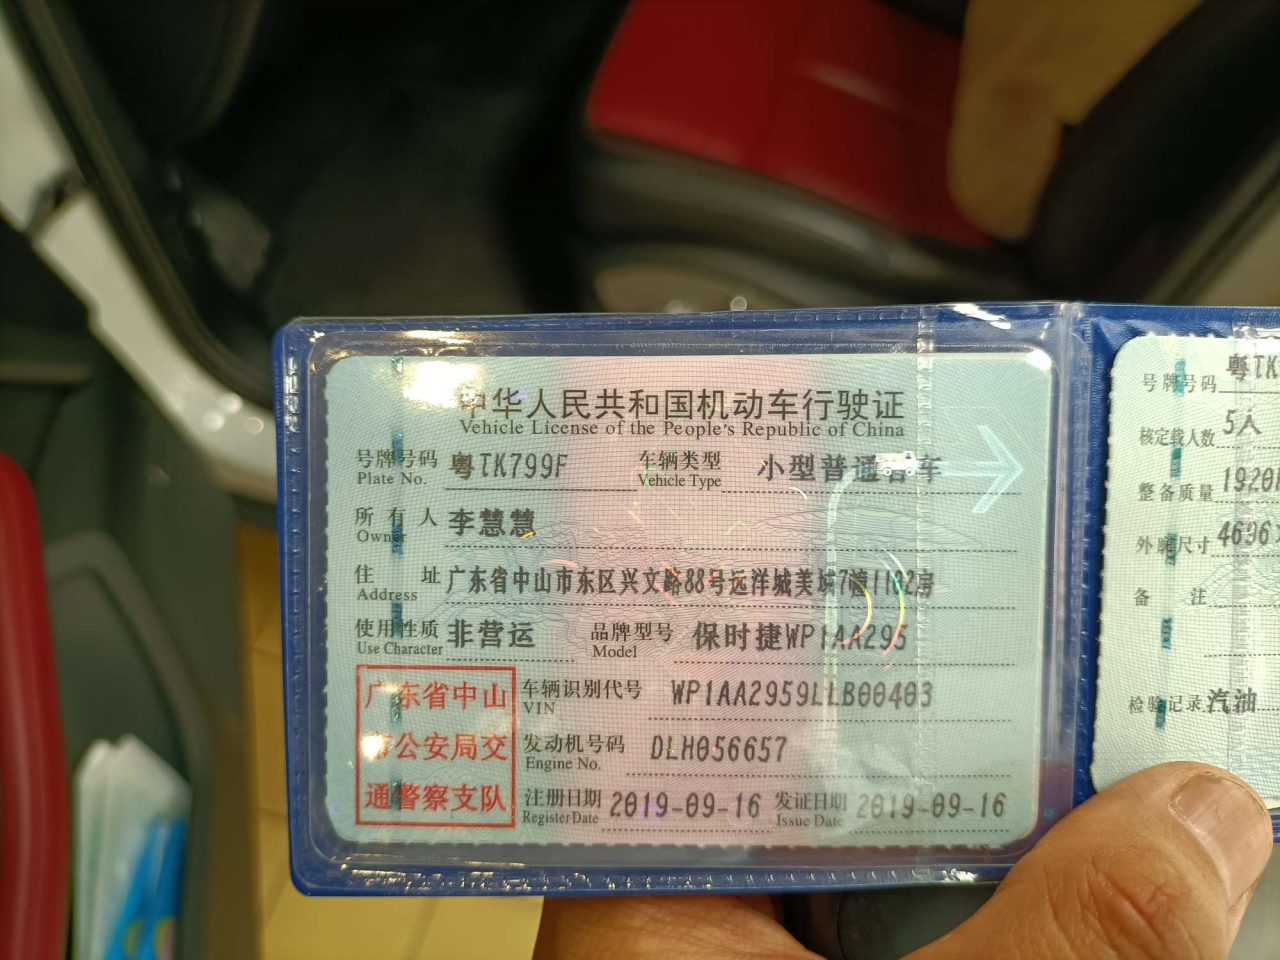 中华人民共和国机动车行驶证
Vehicle License of the People's Republic of China
号牌号码 粤TK799F 车辆类型 小型普通客车
Plate No. Vehicle Type
所有人 李慧慧
Owner
住址 广东省中山市东区兴文路88号远洋城美域7幢1102房
Address
使用性质 非营运 品牌型号 保时捷WP1AA295
Use Character Model
广东省中山
市公安局交
通警察支队
车辆识别代号 WP1AA2959LLB00403
VIN
发动机号码 DLH056657
Engine No.
注册日期 2019-09-16 发证日期 2019-09-16
Register Date Issue Date
号牌号码 粤TK
核定载人数 5人
整备质量 1920
外廓尺寸 4696
备注
检验记录 汽油